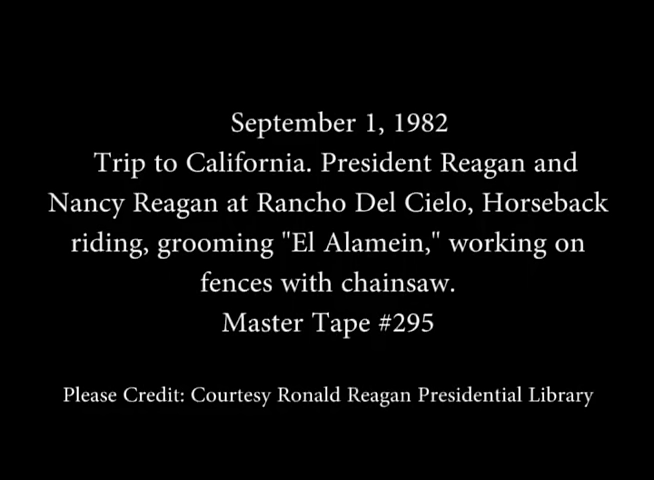 September 1, 1982
Trip to California. President Reagan and
Nancy Reagan at Rancho Del Cielo, Horseback
riding, grooming "El Alamein," working on
fences with chainsaw.
Master Tape #295
Please Credit: Courtesy Ronald Reagan Presidential Library